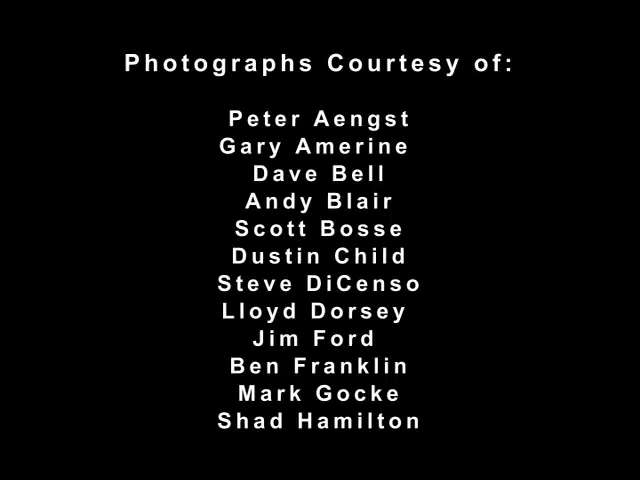 Photographs Courtesy of:
Peter Aengst
Gary Amerine
Dave Bell
Andy Blair
Scott Bosse
Dustin Child
Steve DiCenso
Lloyd Dorsey
Jim Ford
Ben Franklin
Mark Gocke
Shad Hamilton